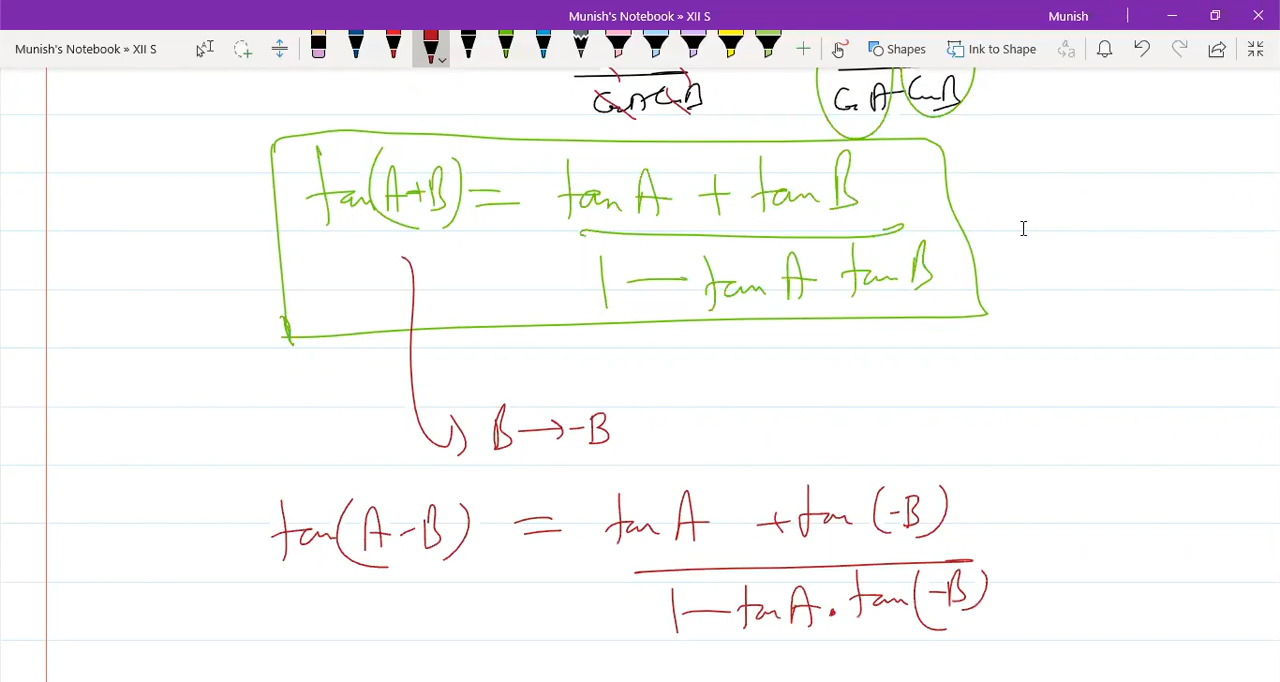 Munish's Notebook » XII S
Munish
Munish's Notebook » XII S
Shapes
Ink to Shape
Cos A Cos B
Cos A Cos B
tan(A+B) = tan A + tan B
1 - tan A tan B
B → -B
tan(A-B) = tan A + tan(-B)
1 - tan A . tan(-B)